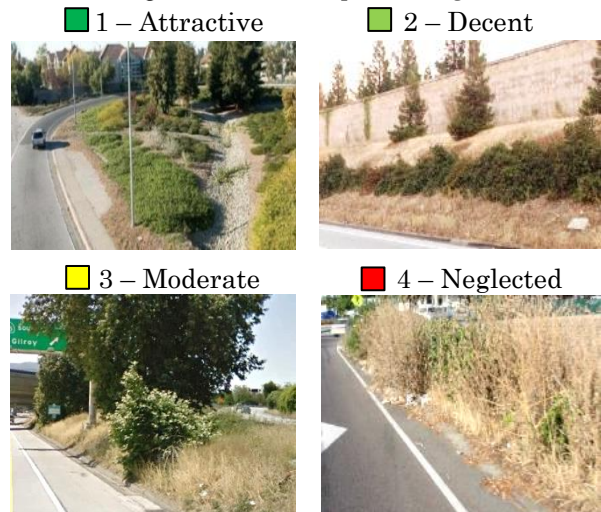 1 – Attractive
2 – Decent
3 – Moderate
4 – Neglected
Gilroy